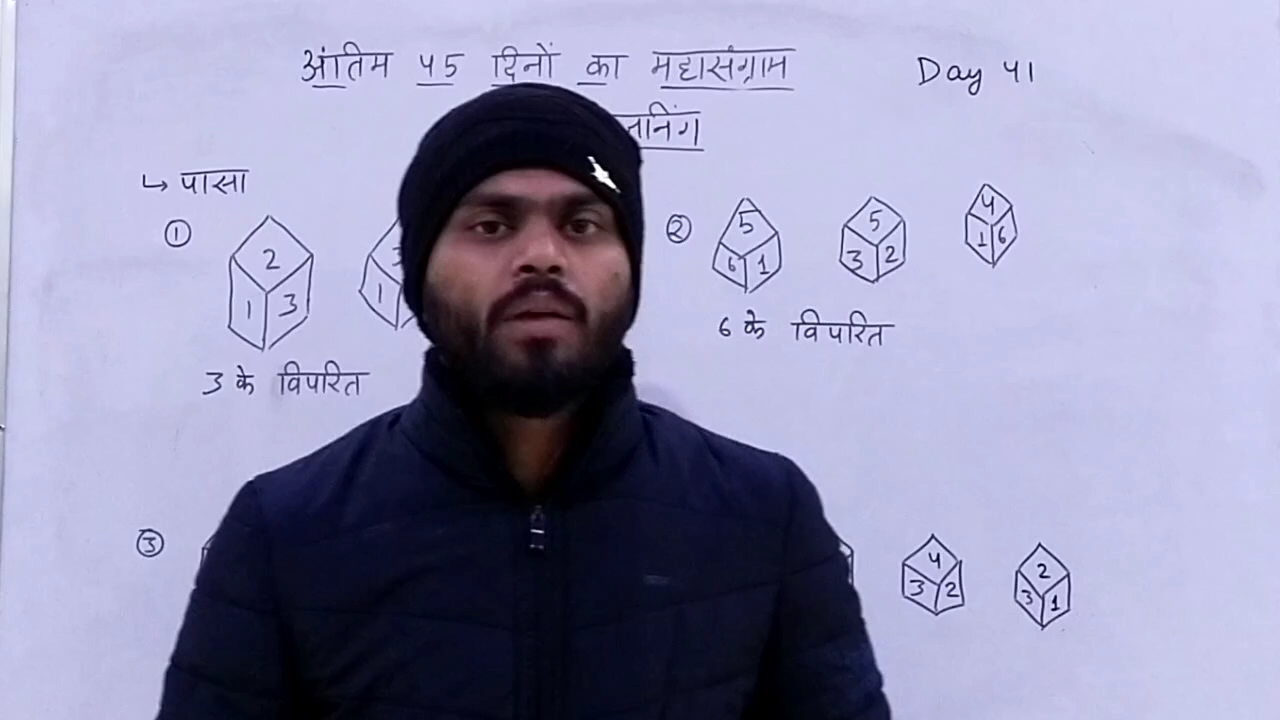 अंतिम 45 दिनों का महासंग्राम Day 41
↳ पासा
① 2 1 3 1
② 5 6 1 5 3 2 4 1 6
3 के विपरित
6 के विपरित
③ 4 3 2 2 3 1